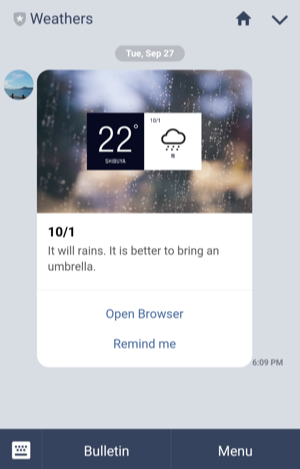 Weathers
Tue, Sep 27
22°
SHIBUYA
10/1
10/1
It will rains. It is better to bring an
umbrella.
Open Browser
Remind me
6:09 PM
Bulletin
Menu